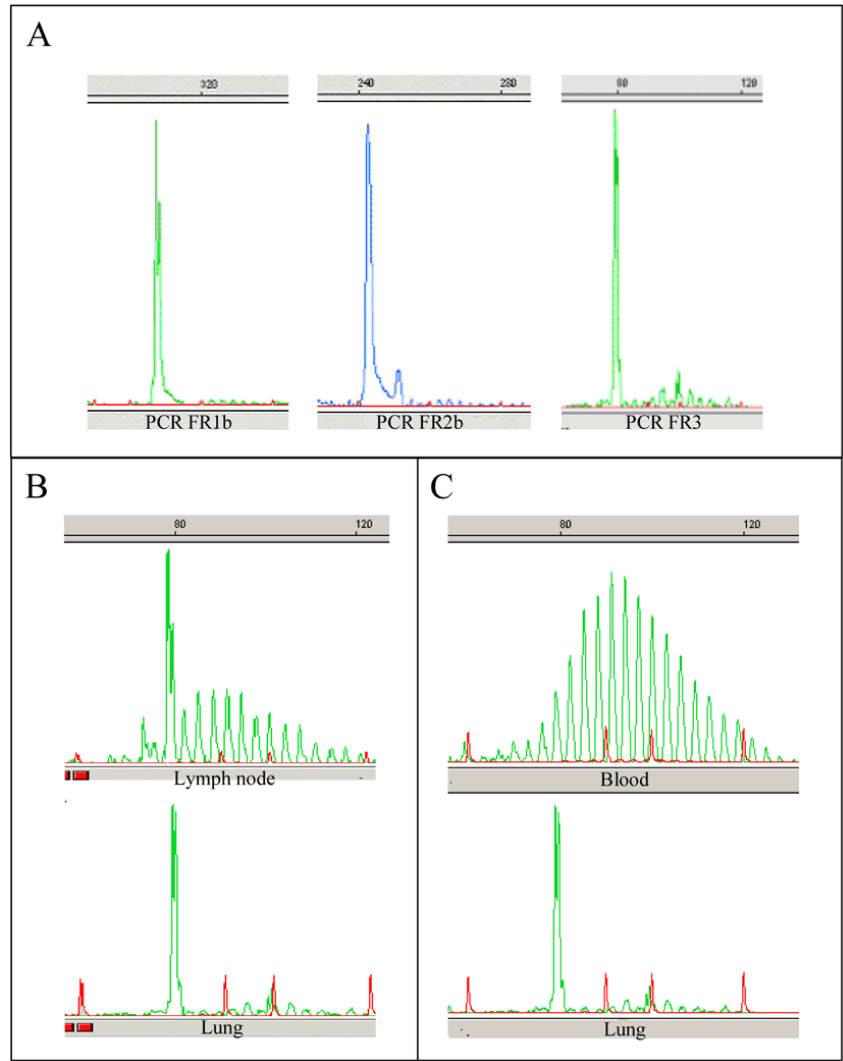 A
320
240 280
80 120
PCR FR1b
PCR FR2b
PCR FR3
B
80 120
Lymph node
Lung
C
80 120
Blood
Lung